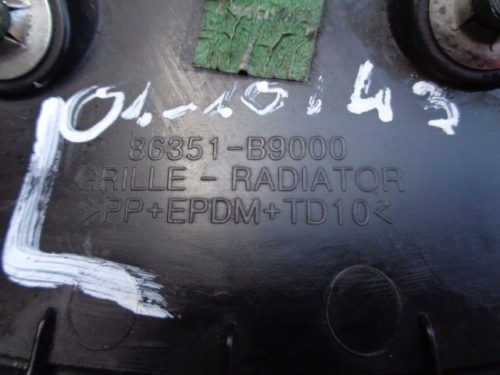 01-10143
86351-B9000
GRILLE - RADIATOR
>PP+EPDM+TD10<